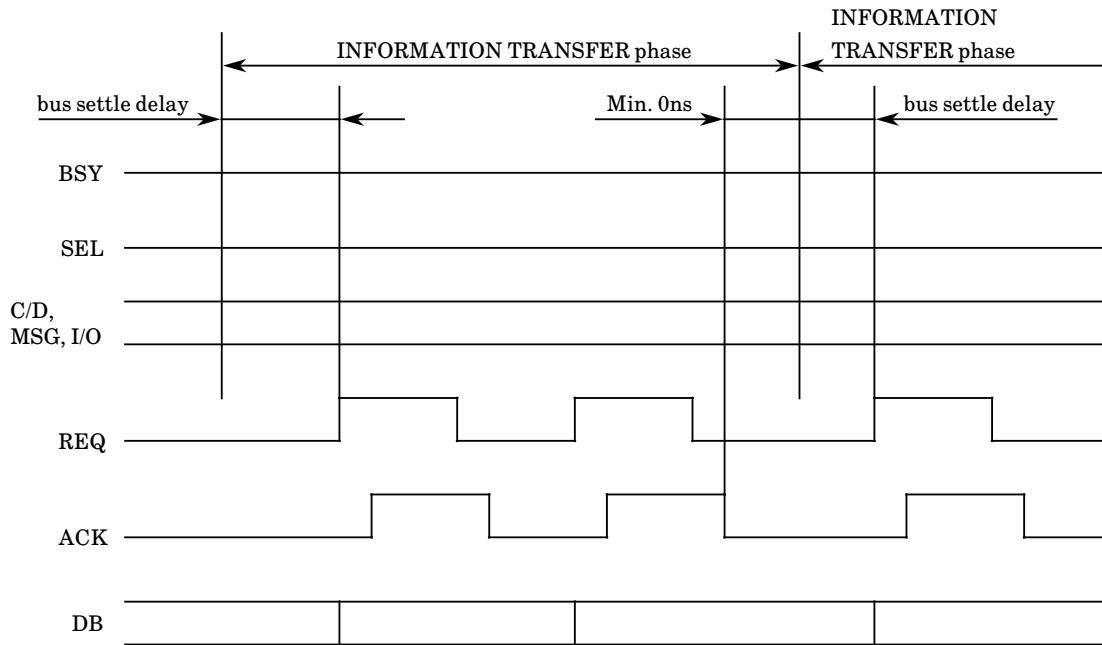 INFORMATION
INFORMATION TRANSFER phase
TRANSFER phase
bus settle delay
Min. 0ns
bus settle delay
BSY
SEL
C/D,
MSG, I/O
REQ
ACK
DB